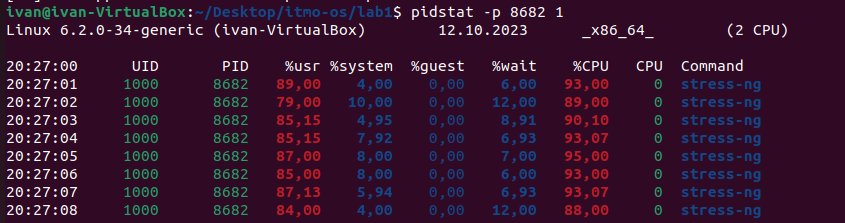 ivan@ivan-VirtualBox:~/Desktop/itmo-os/lab1$ pidstat -p 8682 1
Linux 6.2.0-34-generic (ivan-VirtualBox) 12.10.2023 _x86_64_ (2 CPU)
20:27:00 UID PID %usr %system %guest %wait %CPU CPU Command
20:27:01 1000 8682 89,00 4,00 0,00 6,00 93,00 0 stress-ng
20:27:02 1000 8682 79,00 10,00 0,00 12,00 89,00 0 stress-ng
20:27:03 1000 8682 85,15 4,95 0,00 8,91 90,10 0 stress-ng
20:27:04 1000 8682 85,15 7,92 0,00 6,93 93,07 0 stress-ng
20:27:05 1000 8682 87,00 8,00 0,00 7,00 95,00 0 stress-ng
20:27:06 1000 8682 85,00 8,00 0,00 6,00 93,00 0 stress-ng
20:27:07 1000 8682 87,13 5,94 0,00 6,93 93,07 0 stress-ng
20:27:08 1000 8682 84,00 4,00 0,00 12,00 88,00 0 stress-ng